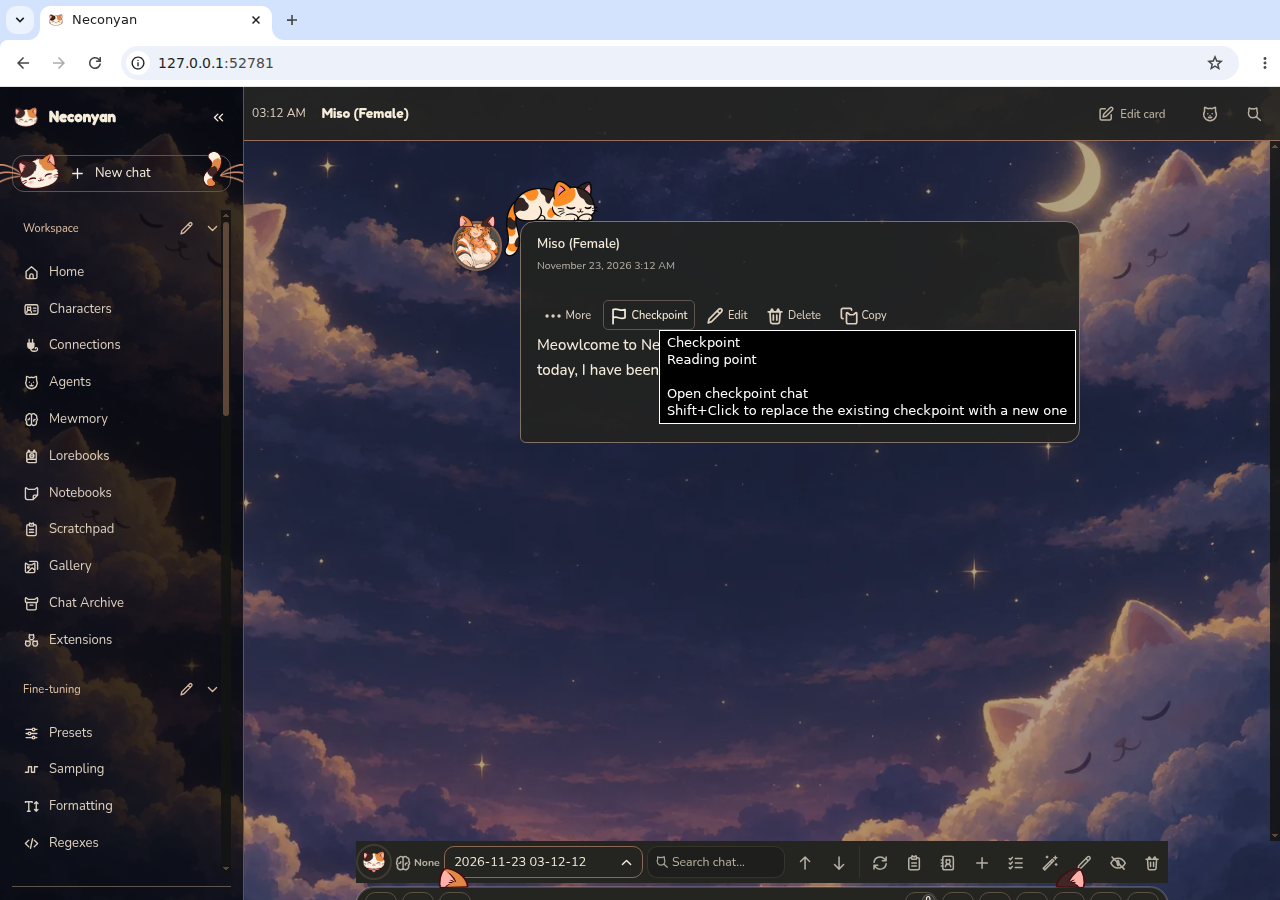 Neconyan
127.0.0.1:52781
Neconyan
03:12 AM
Miso (Female)
Edit card
New chat
Workspace
Home
Characters
Connections
Agents
Mewmory
Lorebooks
Notebooks
Scratchpad
Gallery
Chat Archive
Extensions
Fine-tuning
Presets
Sampling
Formatting
Regexes
Miso (Female)
November 23, 2026 3:12 AM
More
Checkpoint
Edit
Delete
Copy
Meowlcome to Ne
today, I have been
Checkpoint
Reading point
Open checkpoint chat
Shift+Click to replace the existing checkpoint with a new one
None
2026-11-23 03-12-12
Search chat...